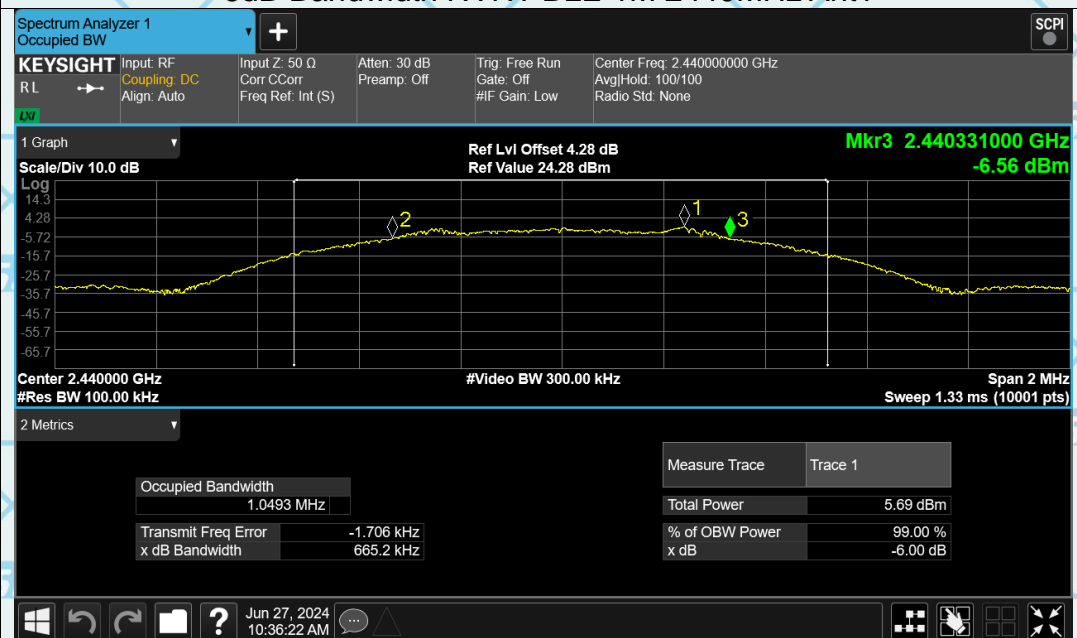 Spectrum Analyzer 1
Occupied BW
+
SCPI
KEYSIGHT
RL
LXI
Input: RF
Coupling: DC
Align: Auto
Input Z: 50 Ω
Corr CCorr
Freq Ref: Int (S)
Atten: 30 dB
Preamp: Off
Trig: Free Run
Gate: Off
#IF Gain: Low
Center Freq: 2.440000000 GHz
Avg|Hold: 100/100
Radio Std: None
1 Graph
Scale/Div 10.0 dB
Ref Lvl Offset 4.28 dB
Ref Value 24.28 dBm
Mkr3 2.440331000 GHz
-6.56 dBm
Log
14.3
4.28
-5.72
-15.7
-25.7
-35.7
-45.7
-55.7
-65.7
2
1
3
Center 2.440000 GHz
#Video BW 300.00 kHz
Span 2 MHz
#Res BW 100.00 kHz
Sweep 1.33 ms (10001 pts)
2 Metrics
Occupied Bandwidth
1.0493 MHz
Transmit Freq Error -1.706 kHz
x dB Bandwidth 665.2 kHz
Measure Trace Trace 1
Total Power 5.69 dBm
% of OBW Power 99.00 %
x dB -6.00 dB
?
Jun 27, 2024
10:36:22 AM